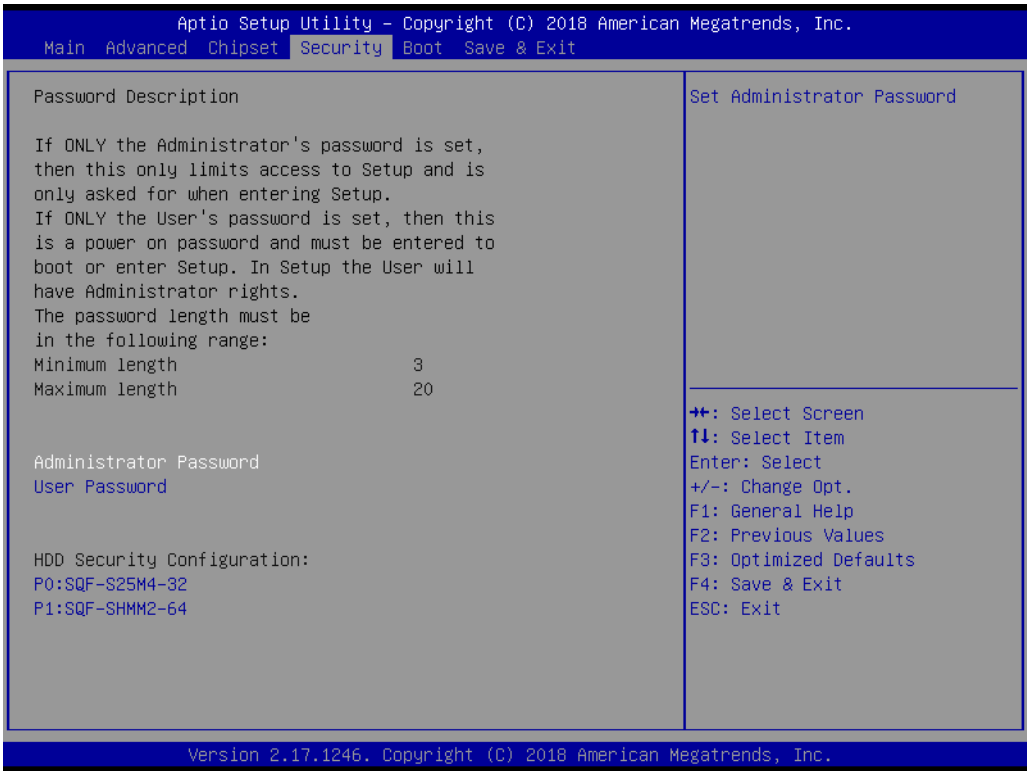 Aptio Setup Utility – Copyright (C) 2018 American Megatrends, Inc.
Main Advanced Chipset Security Boot Save & Exit
Password Description
If ONLY the Administrator's password is set,
then this only limits access to Setup and is
only asked for when entering Setup.
If ONLY the User's password is set, then this
is a power on password and must be entered to
boot or enter Setup. In Setup the User will
have Administrator rights.
The password length must be
in the following range:
Minimum length 3
Maximum length 20
Administrator Password
User Password
HDD Security Configuration:
P0:SQF-S25M4-32
P1:SQF-SHMM2-64
Set Administrator Password
→←: Select Screen
↑↓: Select Item
Enter: Select
+/-: Change Opt.
F1: General Help
F2: Previous Values
F3: Optimized Defaults
F4: Save & Exit
ESC: Exit
Version 2.17.1246. Copyright (C) 2018 American Megatrends, Inc.